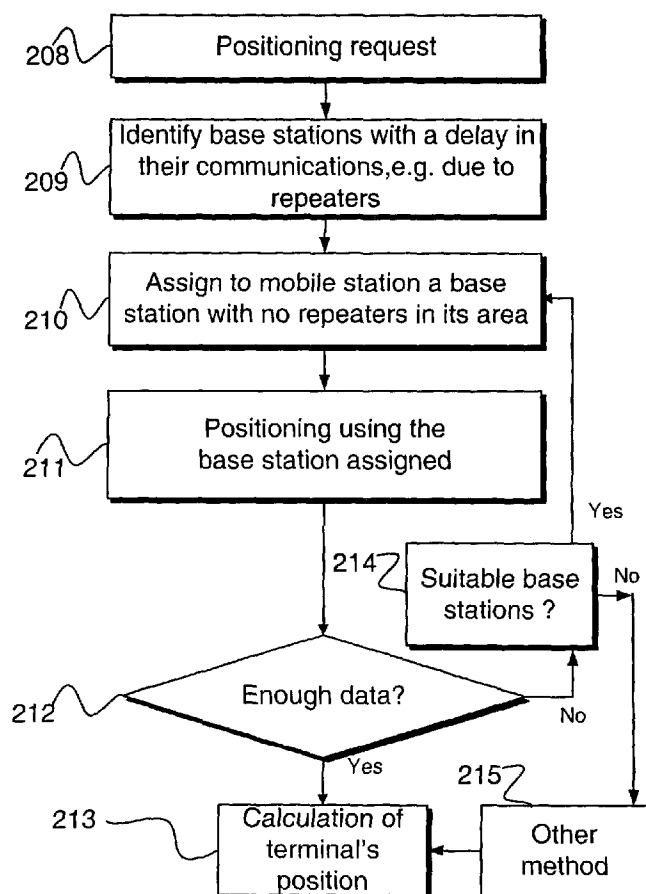 208
Positioning request
209
Identify base stations with a delay in
their communications,e.g. due to
repeaters
210
Assign to mobile station a base
station with no repeaters in its area
211
Positioning using the
base station assigned
Yes
214
Suitable base
stations ?
No
212
Enough data?
No
Yes
213
Calculation of
terminal's
position
215
Other
method